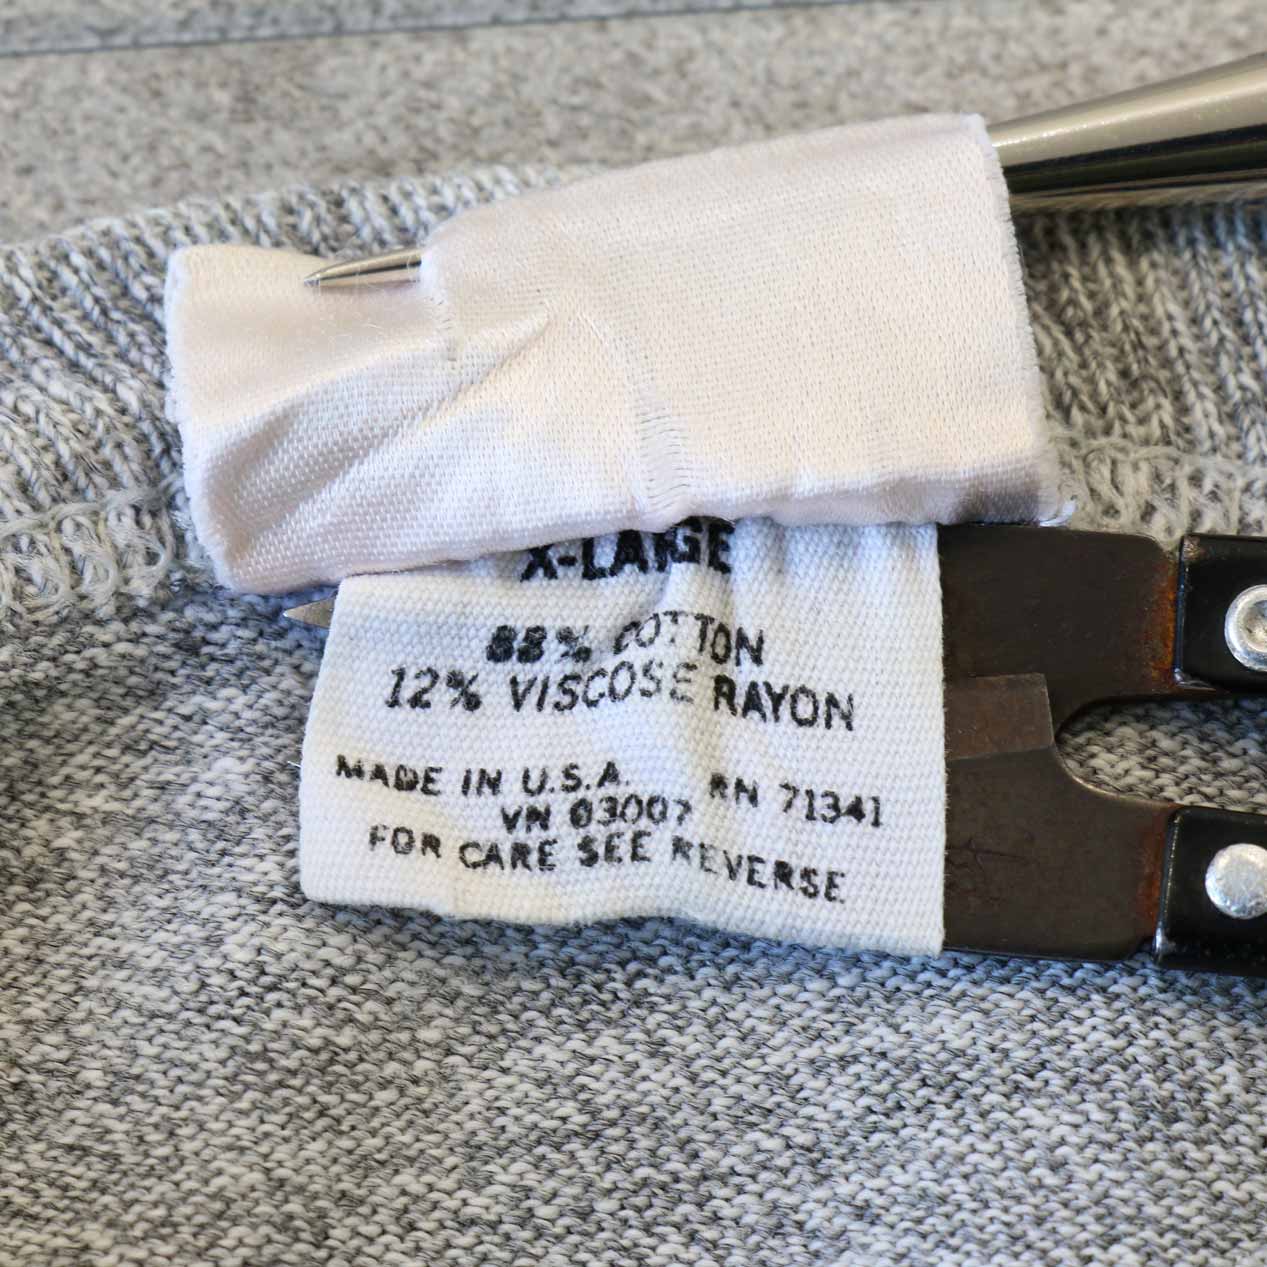 X-LARGE
88% COTTON
12% VISCOSE RAYON
MADE IN U.S.A. RN 71341
VN 03007
FOR CARE SEE REVERSE.